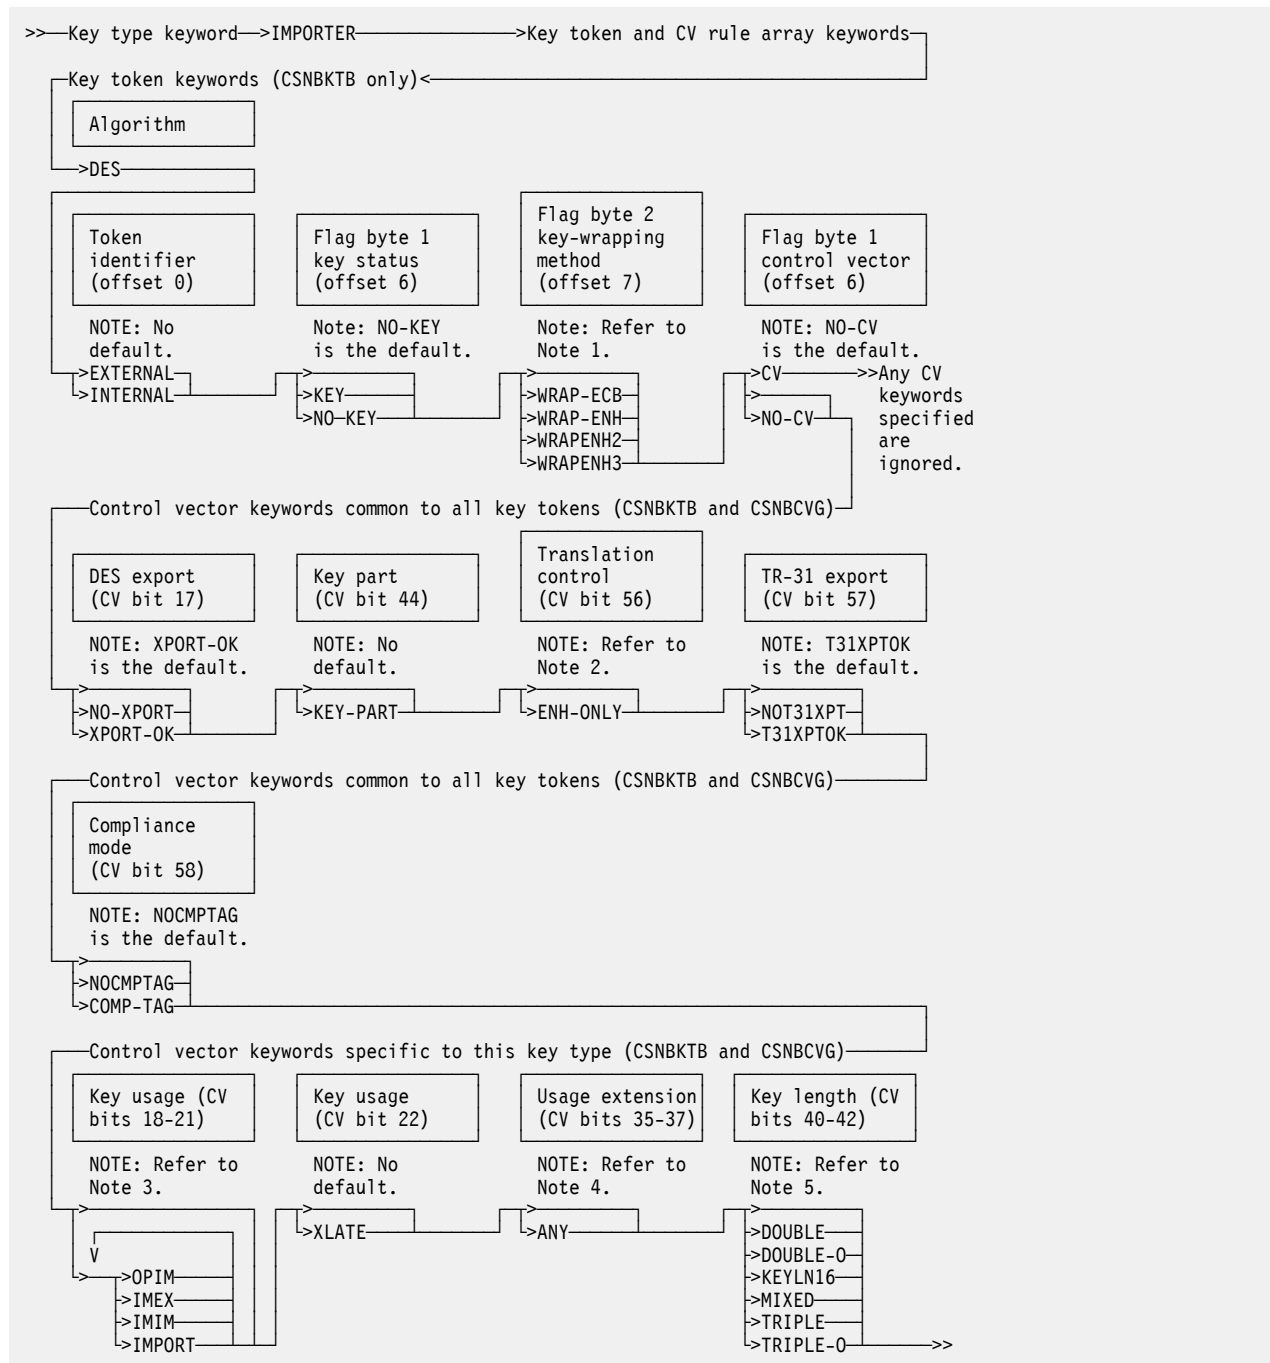 >>—Key type keyword—>IMPORTER—>Key token and CV rule array keywords
Key token keywords (CSNBKTB only)<
Algorithm
>DES
Token identifier (offset 0)
Flag byte 1 key status (offset 6)
Flag byte 2 key-wrapping method (offset 7)
Flag byte 1 control vector (offset 6)
NOTE: No default.
Note: NO-KEY is the default.
Note: Refer to Note 1.
NOTE: NO-CV is the default.
>EXTERNAL
>INTERNAL
>
>KEY
>NO-KEY
>
>WRAP-ECB
>WRAP-ENH
>WRAPENH2
>WRAPENH3
>CV—>>Any CV keywords specified are ignored.
>
>NO-CV
Control vector keywords common to all key tokens (CSNBKTB and CSNBCVG)
DES export (CV bit 17)
Key part (CV bit 44)
Translation control (CV bit 56)
TR-31 export (CV bit 57)
NOTE: XPORT-OK is the default.
NOTE: No default.
NOTE: Refer to Note 2.
NOTE: T31XPTOK is the default.
>
>NO-XPORT
>XPORT-OK
>
>KEY-PART
>
>ENH-ONLY
>
>NOT31XPT
>T31XPTOK
Control vector keywords common to all key tokens (CSNBKTB and CSNBCVG)
Compliance mode (CV bit 58)
NOTE: NOCMPTAG is the default.
>
>NOCMPTAG
>COMP-TAG
Control vector keywords specific to this key type (CSNBKTB and CSNBCVG)
Key usage (CV bits 18-21)
Key usage (CV bit 22)
Usage extension (CV bits 35-37)
Key length (CV bits 40-42)
NOTE: Refer to Note 3.
NOTE: No default.
NOTE: Refer to Note 4.
NOTE: Refer to Note 5.
>
V
>—>OPIM
>IMEX
>IMIM
>IMPORT
>
>XLATE
>
>ANY
>
>DOUBLE
>DOUBLE-O
>KEYLN16
>MIXED
>TRIPLE
>TRIPLE-O—>>